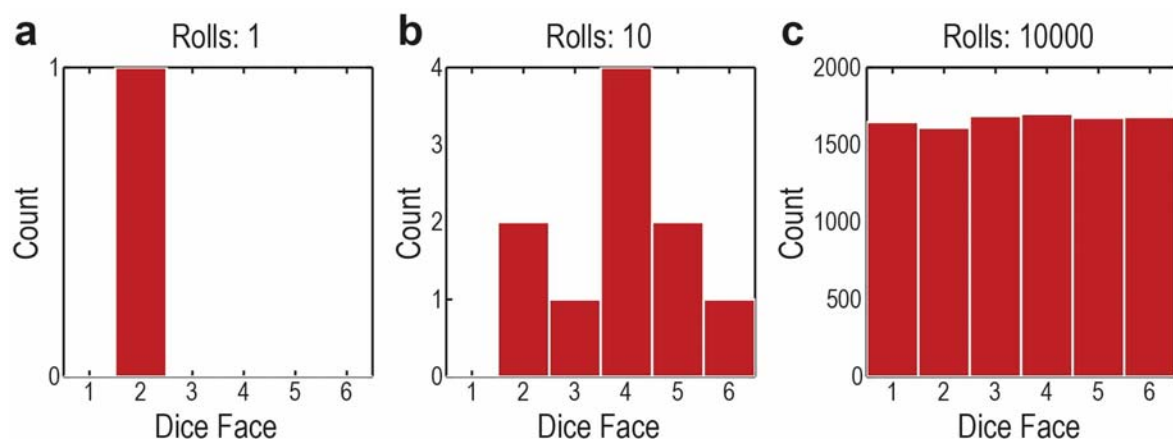 a
Rolls: 1
1
Count
0
1 2 3 4 5 6
Dice Face
b
Rolls: 10
4
3
2
1
0
Count
1 2 3 4 5 6
Dice Face
c
Rolls: 10000
2000
1500
1000
500
0
Count
1 2 3 4 5 6
Dice Face